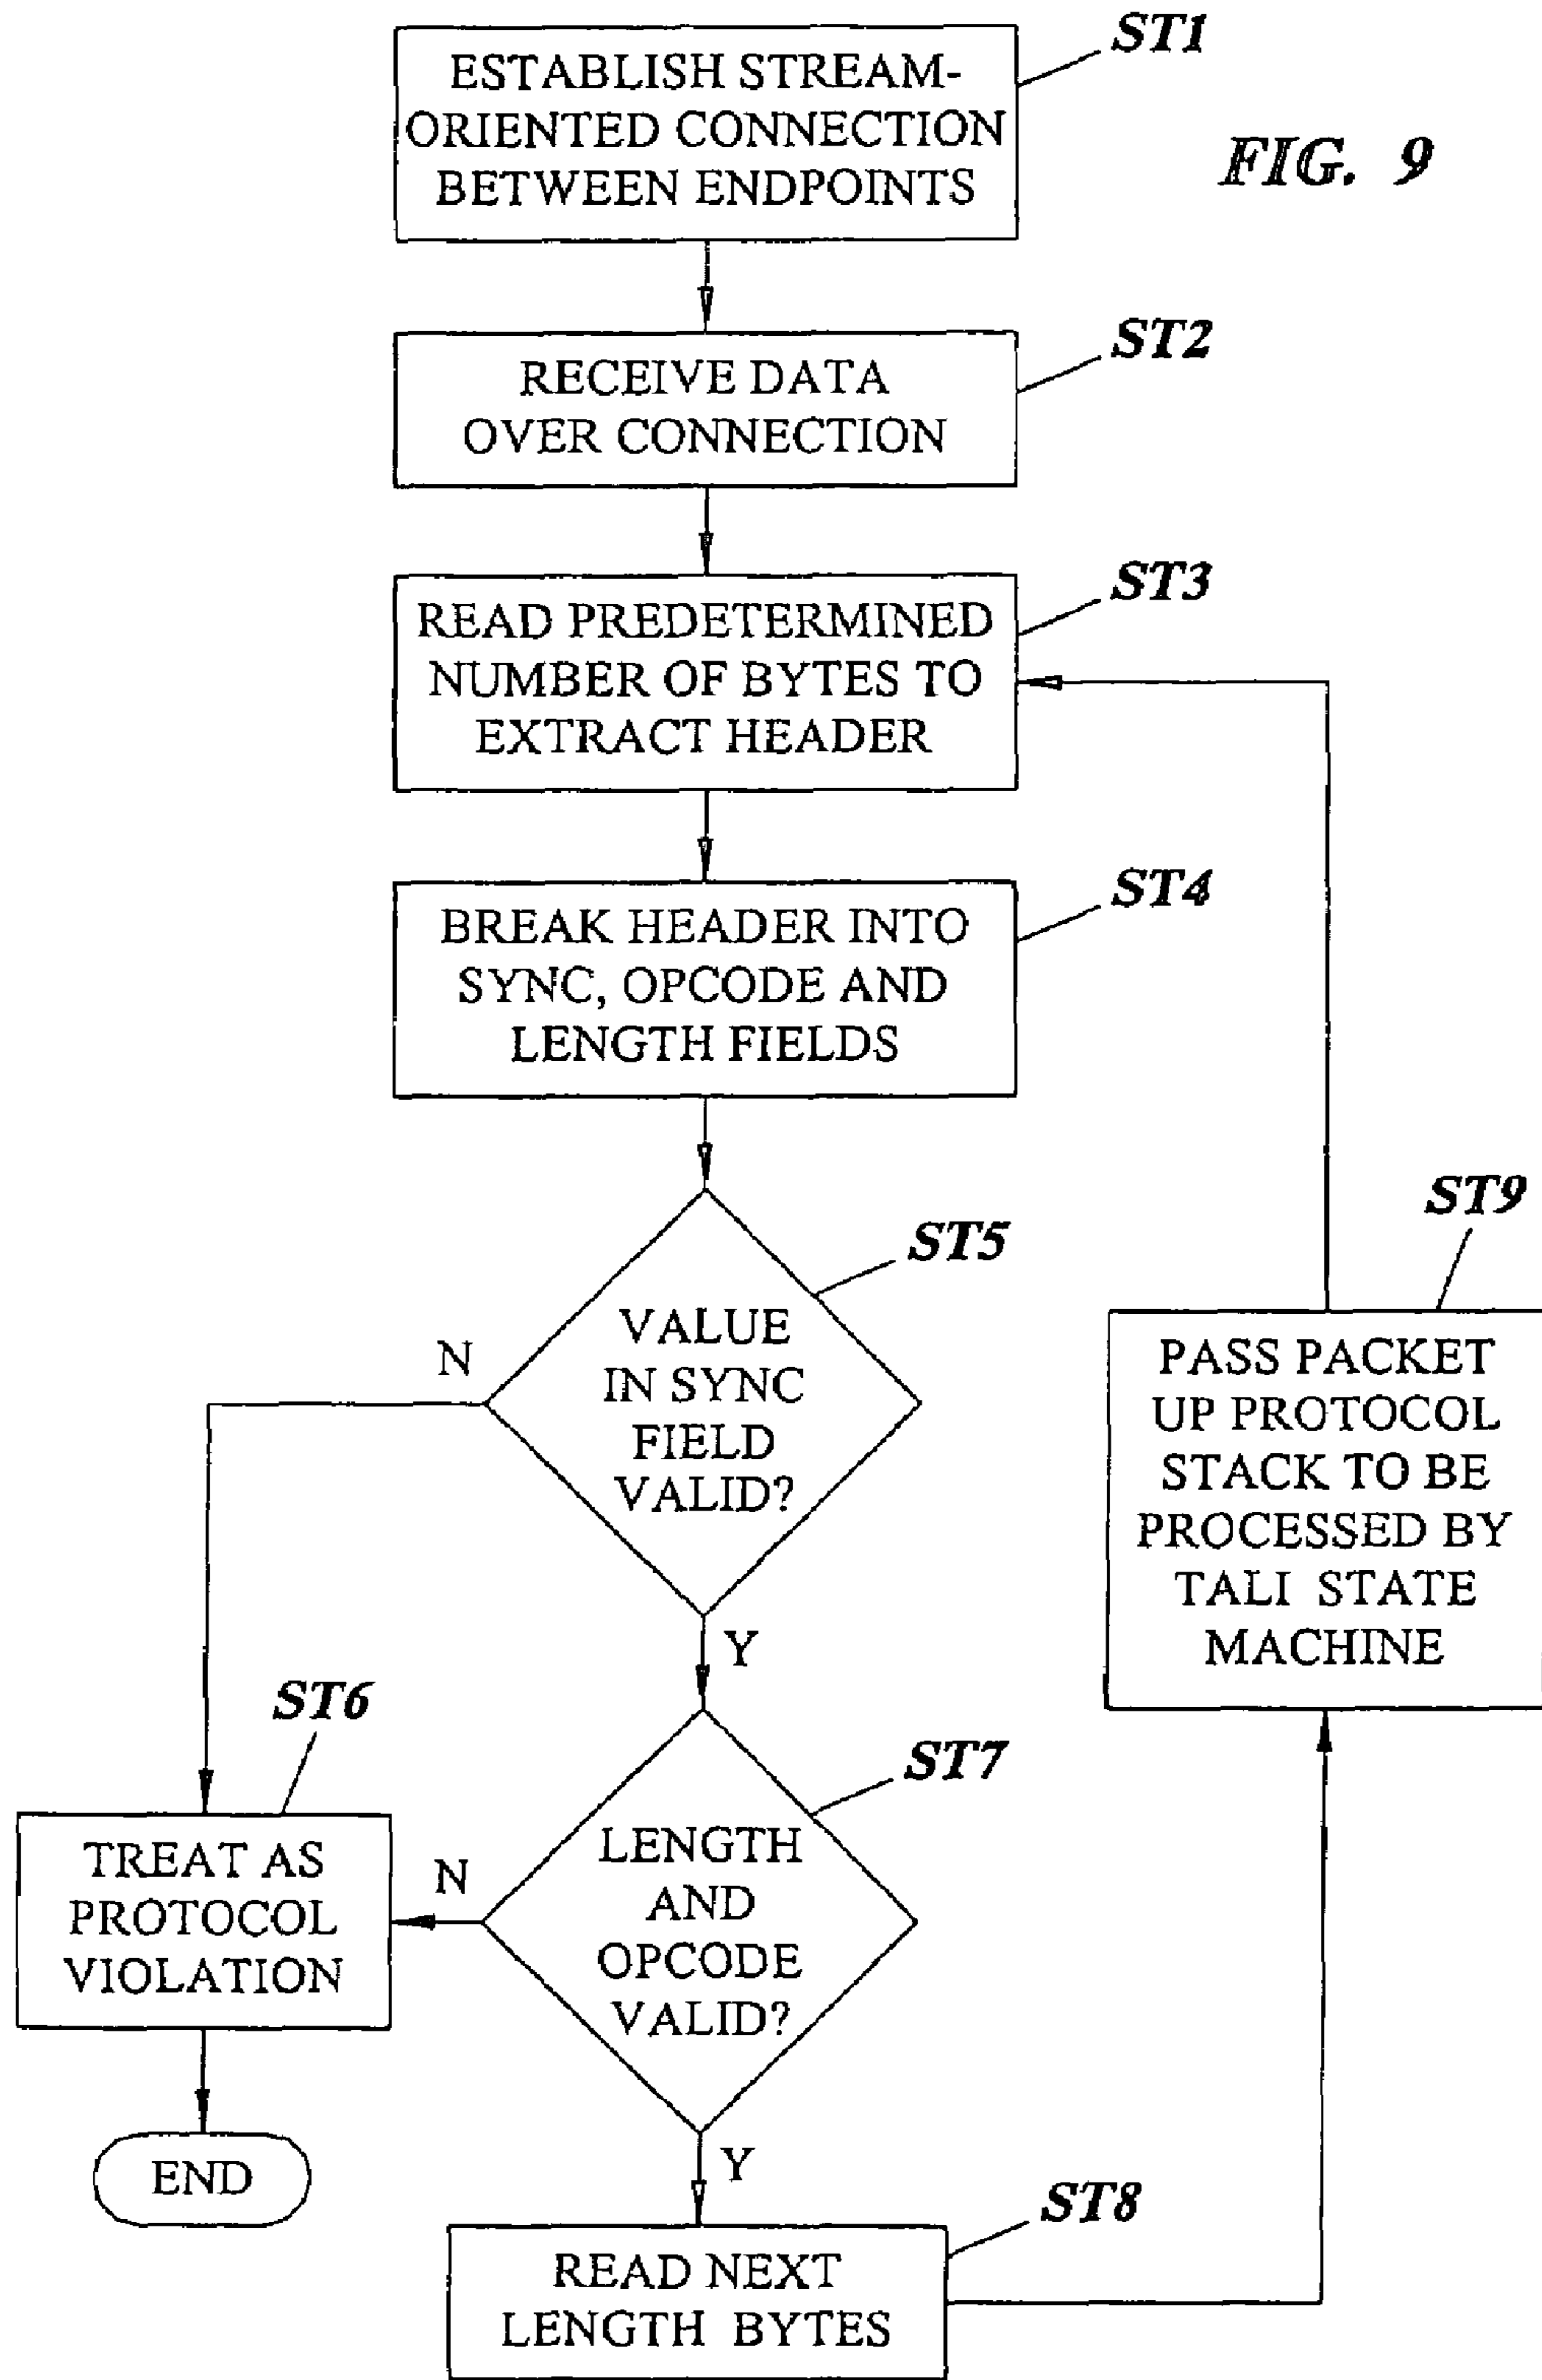 ST1
ESTABLISH STREAM-
ORIENTED CONNECTION
BETWEEN ENDPOINTS
FIG. 9
ST2
RECEIVE DATA
OVER CONNECTION
ST3
READ PREDETERMINED
NUMBER OF BYTES TO
EXTRACT HEADER
ST4
BREAK HEADER INTO
SYNC, OPCODE AND
LENGTH FIELDS
ST5
VALUE
IN SYNC
FIELD
VALID?
N
Y
ST6
TREAT AS
PROTOCOL
VIOLATION
END
ST7
LENGTH
AND
OPCODE
VALID?
N
Y
ST8
READ NEXT
LENGTH BYTES
ST9
PASS PACKET
UP PROTOCOL
STACK TO BE
PROCESSED BY
TALI STATE
MACHINE